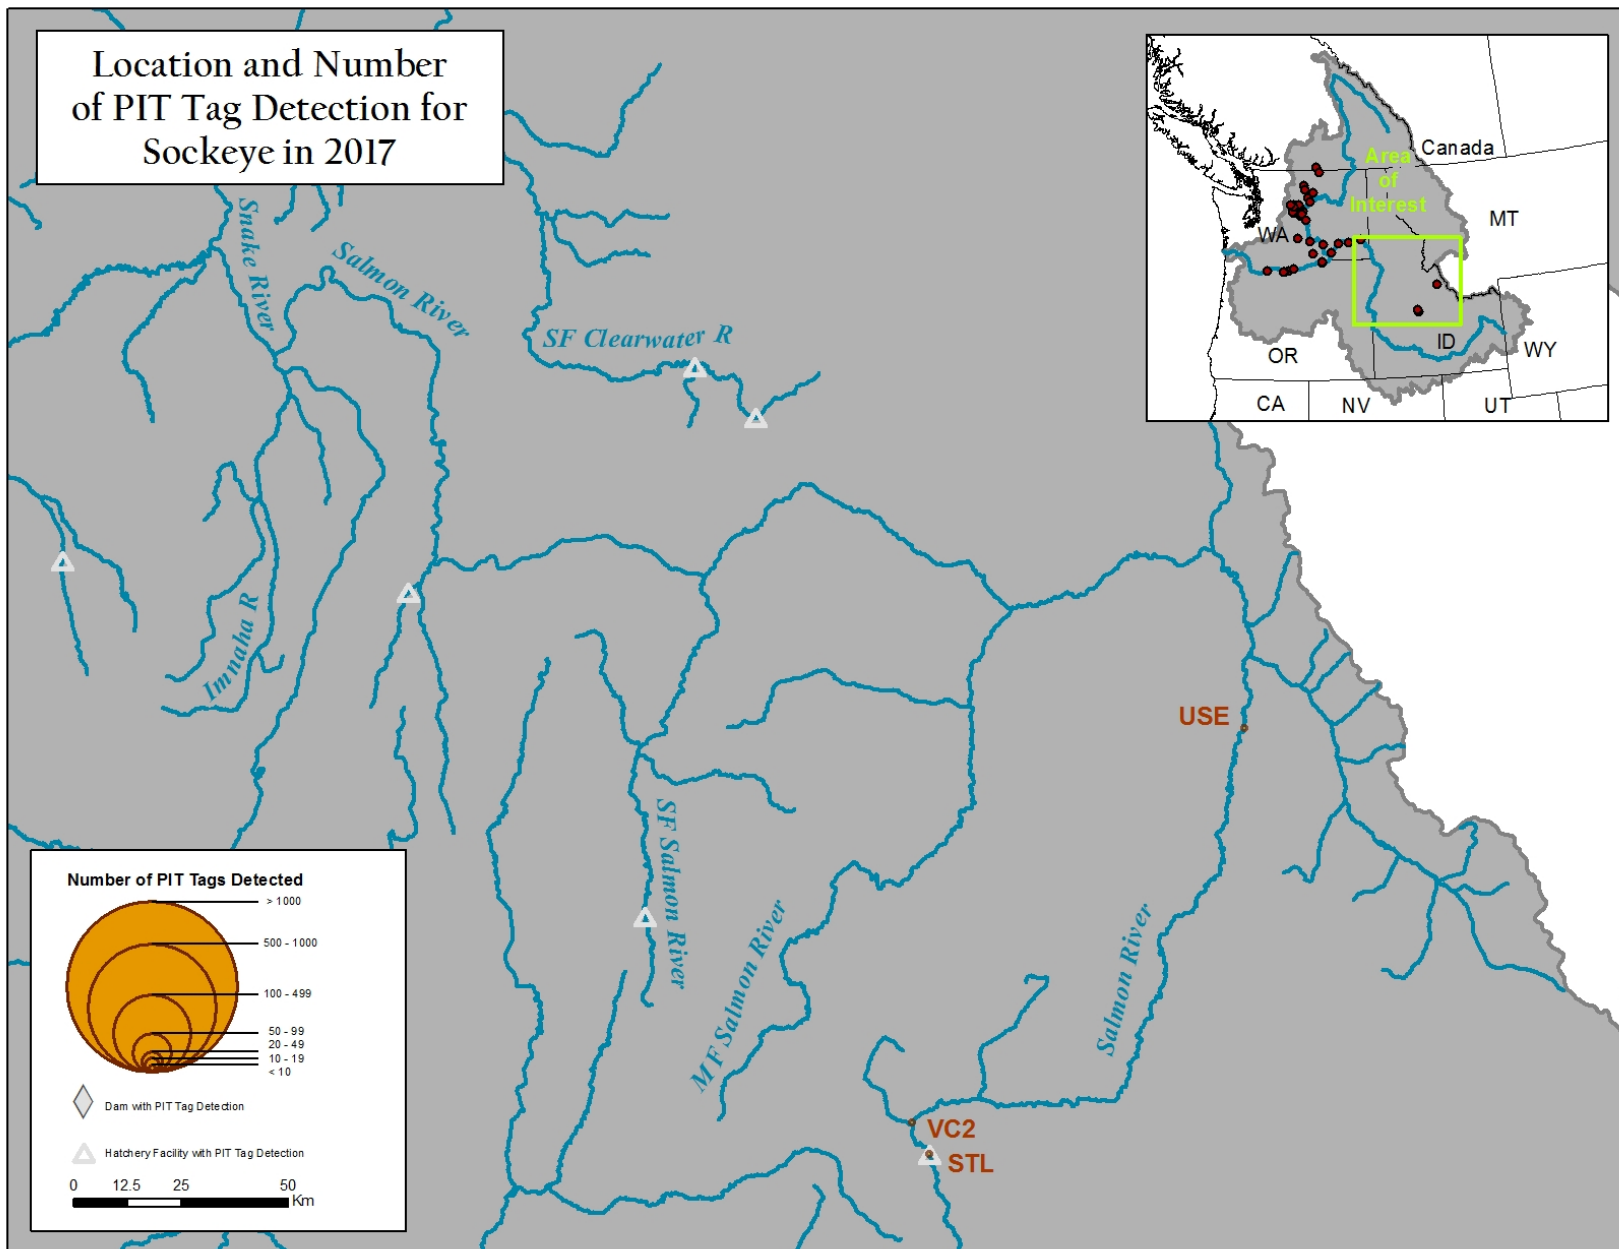 Location and Number
of PIT Tag Detection for
Sockeye in 2017
Canada
Area
of
Interest
MT
WA
OR
ID
WY
CA
NV
UT
Snake River
Salmon River
SF Clearwater R
Imnaha R
USE
SF Salmon River
MF Salmon River
Salmon River
VC2
STL
Number of PIT Tags Detected
> 1000
500 - 1000
100 - 499
50 - 99
20 - 49
10 - 19
< 10
Dam with PIT Tag Detection
Hatchery Facility with PIT Tag Detection
0 12.5 25 50
Km